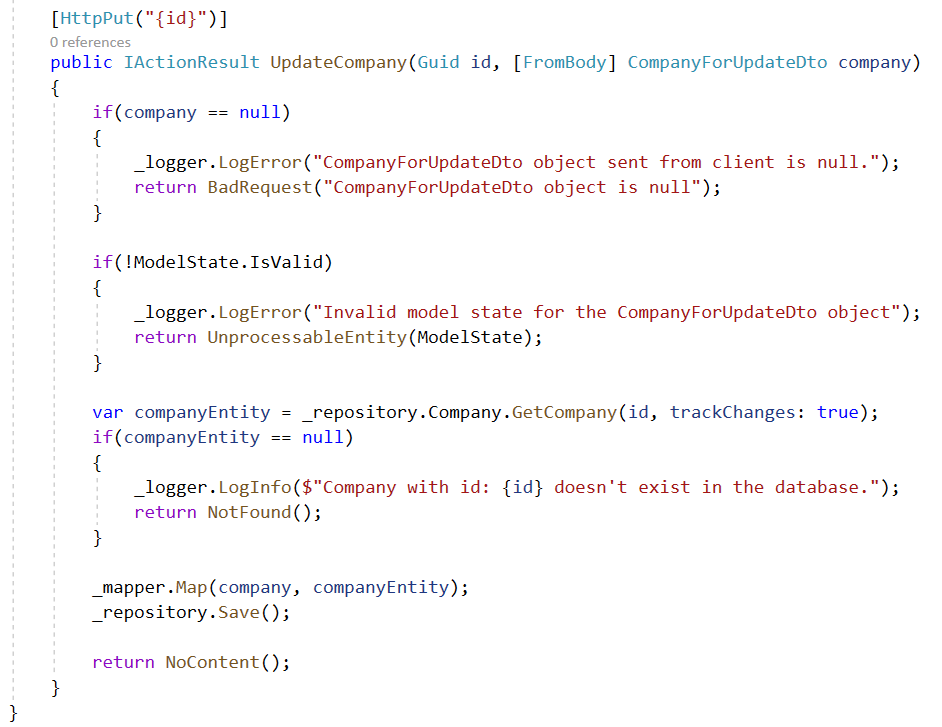 [HttpPut("{id}")]
0 references
public IActionResult UpdateCompany(Guid id, [FromBody] CompanyForUpdateDto company)
{
    if(company == null)
    {
        _logger.LogError("CompanyForUpdateDto object sent from client is null.");
        return BadRequest("CompanyForUpdateDto object is null");
    }

    if(!ModelState.IsValid)
    {
        _logger.LogError("Invalid model state for the CompanyForUpdateDto object");
        return UnprocessableEntity(ModelState);
    }

    var companyEntity = _repository.Company.GetCompany(id, trackChanges: true);
    if(companyEntity == null)
    {
        _logger.LogInfo($"Company with id: {id} doesn't exist in the database.");
        return NotFound();
    }

    _mapper.Map(company, companyEntity);
    _repository.Save();

    return NoContent();
}
}